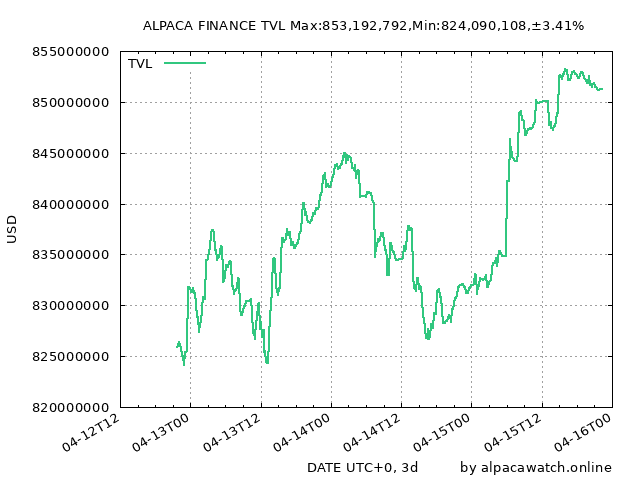 ALPACA FINANCE TVL Max:853,192,792,Min:824,090,108,±3.41%
TVL
855000000
850000000
845000000
840000000
835000000
830000000
825000000
820000000
USD
04-12T12
04-13T00
04-13T12
04-14T00
04-14T12
04-15T00
04-15T12
04-16T00
DATE UTC+0, 3d
by alpacawatch.online